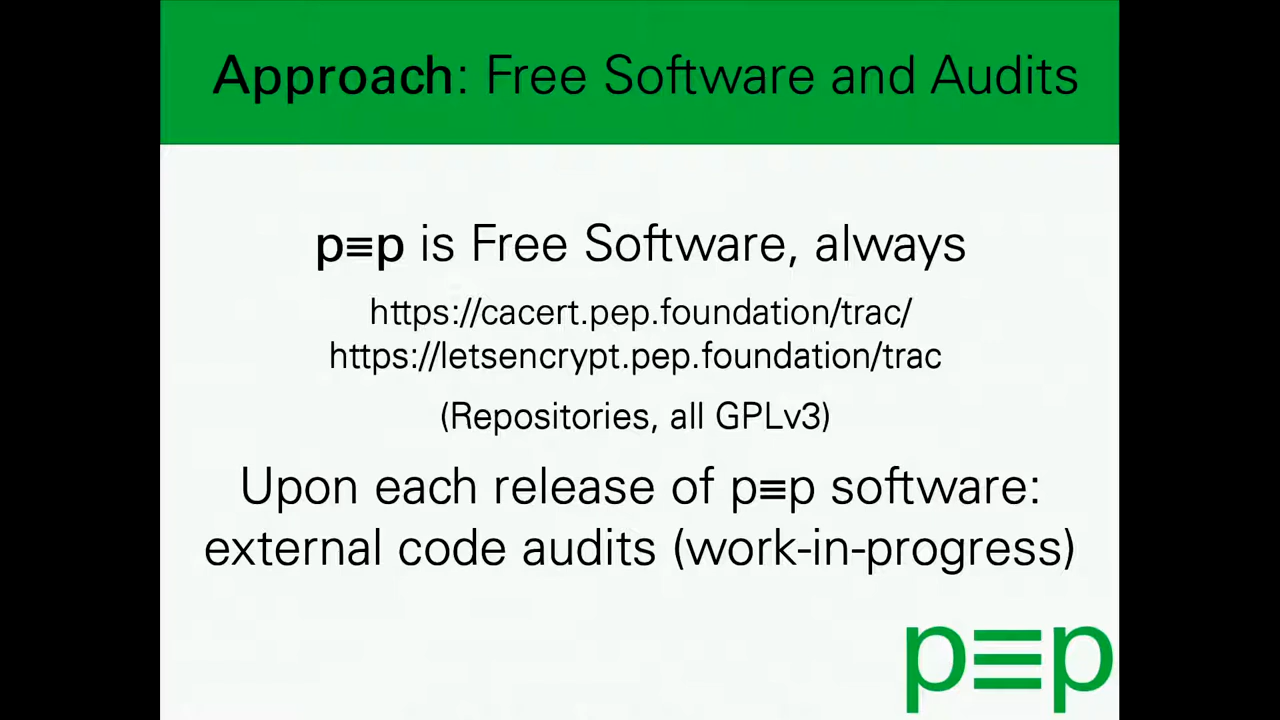 Approach: Free Software and Audits
p≡p is Free Software, always
https://cacert.pep.foundation/trac/
https://letsencrypt.pep.foundation/trac
(Repositories, all GPLv3)
Upon each release of p≡p software:
external code audits (work-in-progress)
p≡p